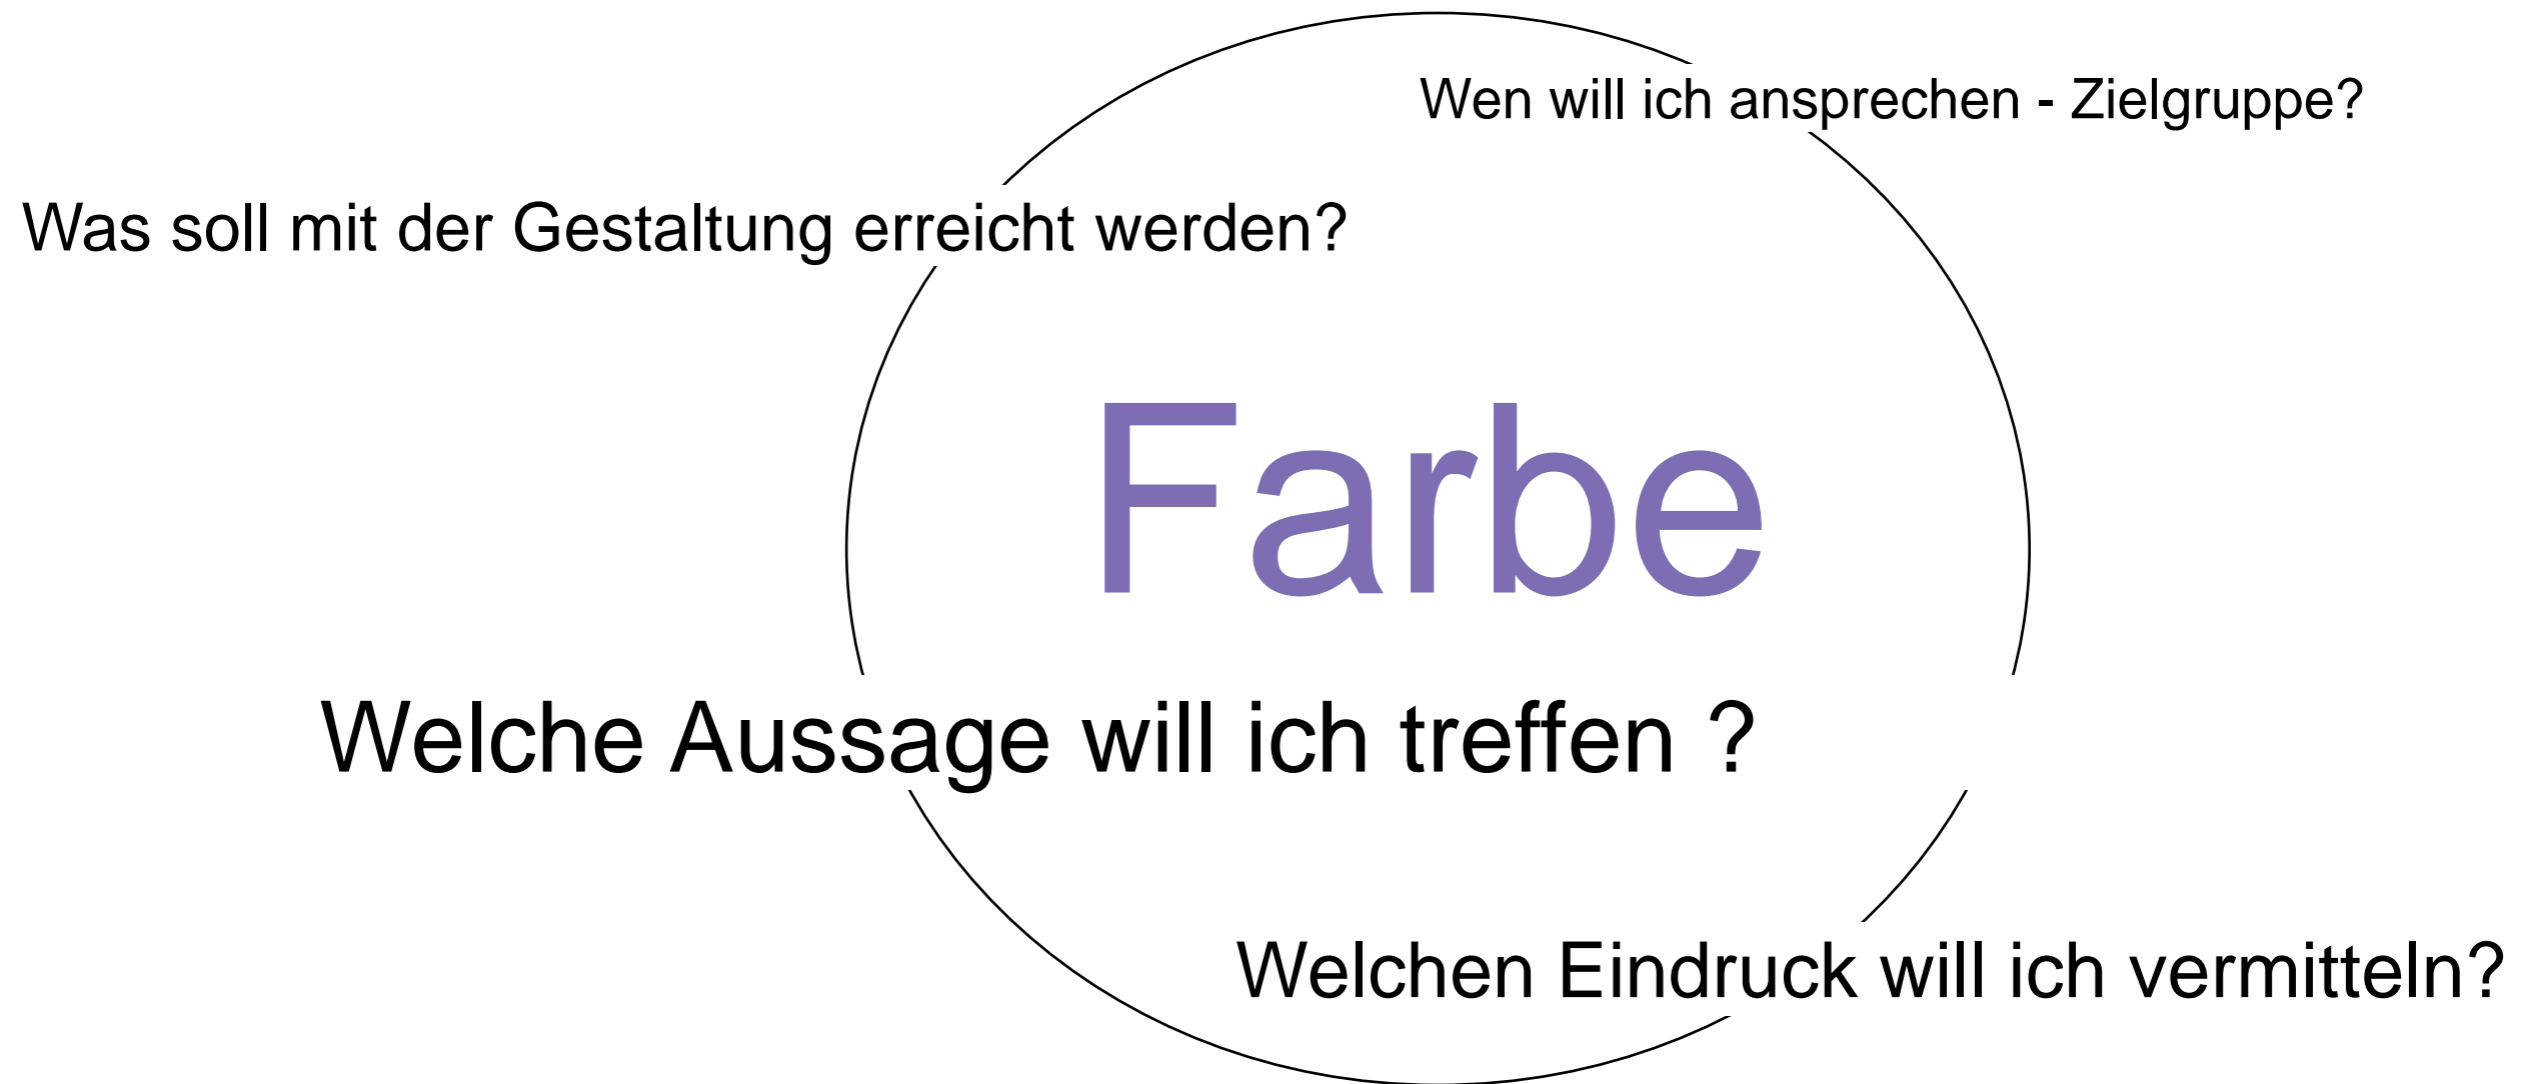 Wen will ich ansprechen - Zielgruppe?
Was soll mit der Gestaltung erreicht werden?
Farbe
Welche Aussage will ich treffen ?
Welchen Eindruck will ich vermitteln?